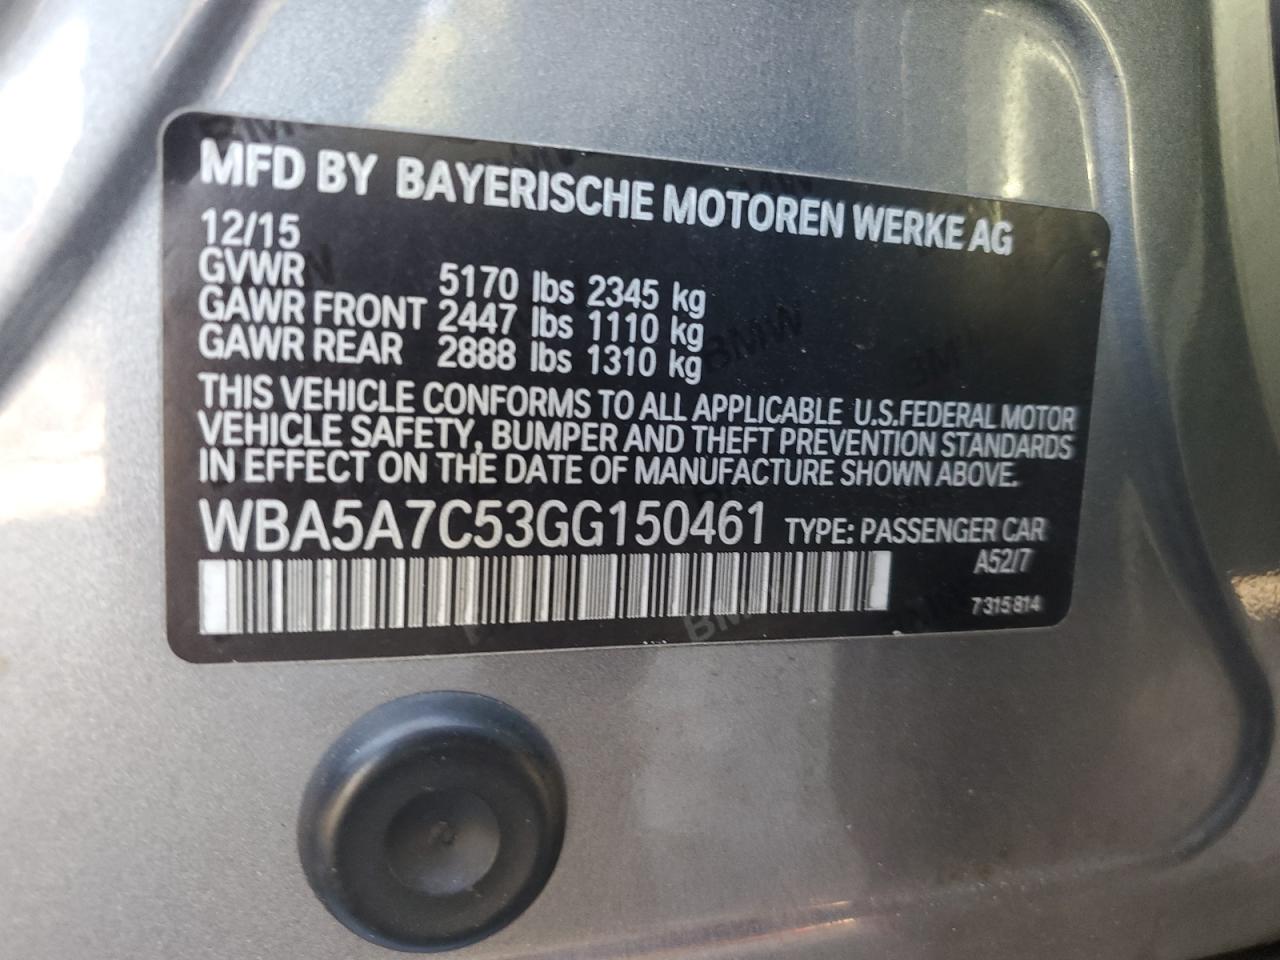 MFD BY BAYERISCHE MOTOREN WERKE AG
12/15
GVWR 5170 lbs 2345 kg
GAWR FRONT 2447 lbs 1110 kg
GAWR REAR 2888 lbs 1310 kg
THIS VEHICLE CONFORMS TO ALL APPLICABLE U.S.FEDERAL MOTOR
VEHICLE SAFETY, BUMPER AND THEFT PREVENTION STANDARDS
IN EFFECT ON THE DATE OF MANUFACTURE SHOWN ABOVE.
WBA5A7C53GG150461 TYPE: PASSENGER CAR
A52/7
7315814